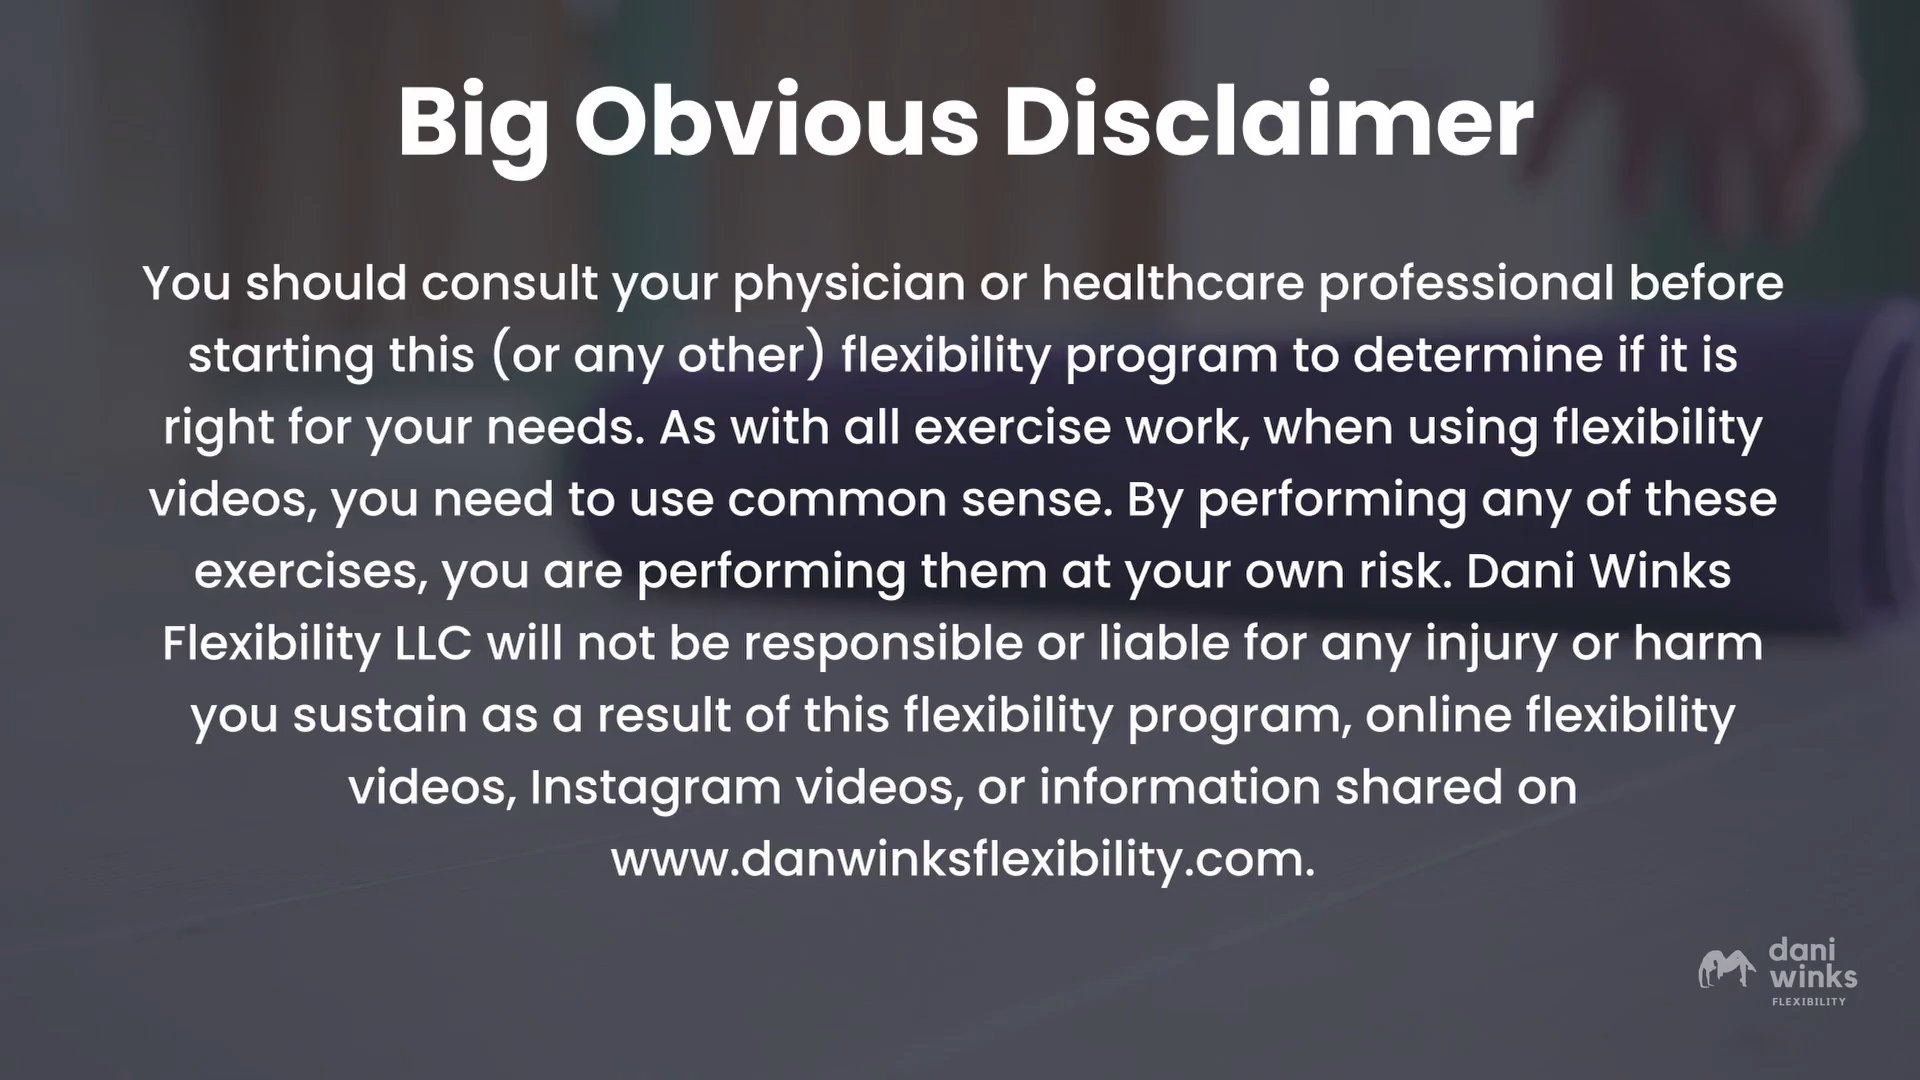 Big Obvious Disclaimer
You should consult your physician or healthcare professional before
starting this (or any other) flexibility program to determine if it is
right for your needs. As with all exercise work, when using flexibility
videos, you need to use common sense. By performing any of these
exercises, you are performing them at your own risk. Dani Winks
Flexibility LLC will not be responsible or liable for any injury or harm
you sustain as a result of this flexibility program, online flexibility
videos, Instagram videos, or information shared on
www.danwinksflexibility.com.
dani
winks
FLEXIBILITY